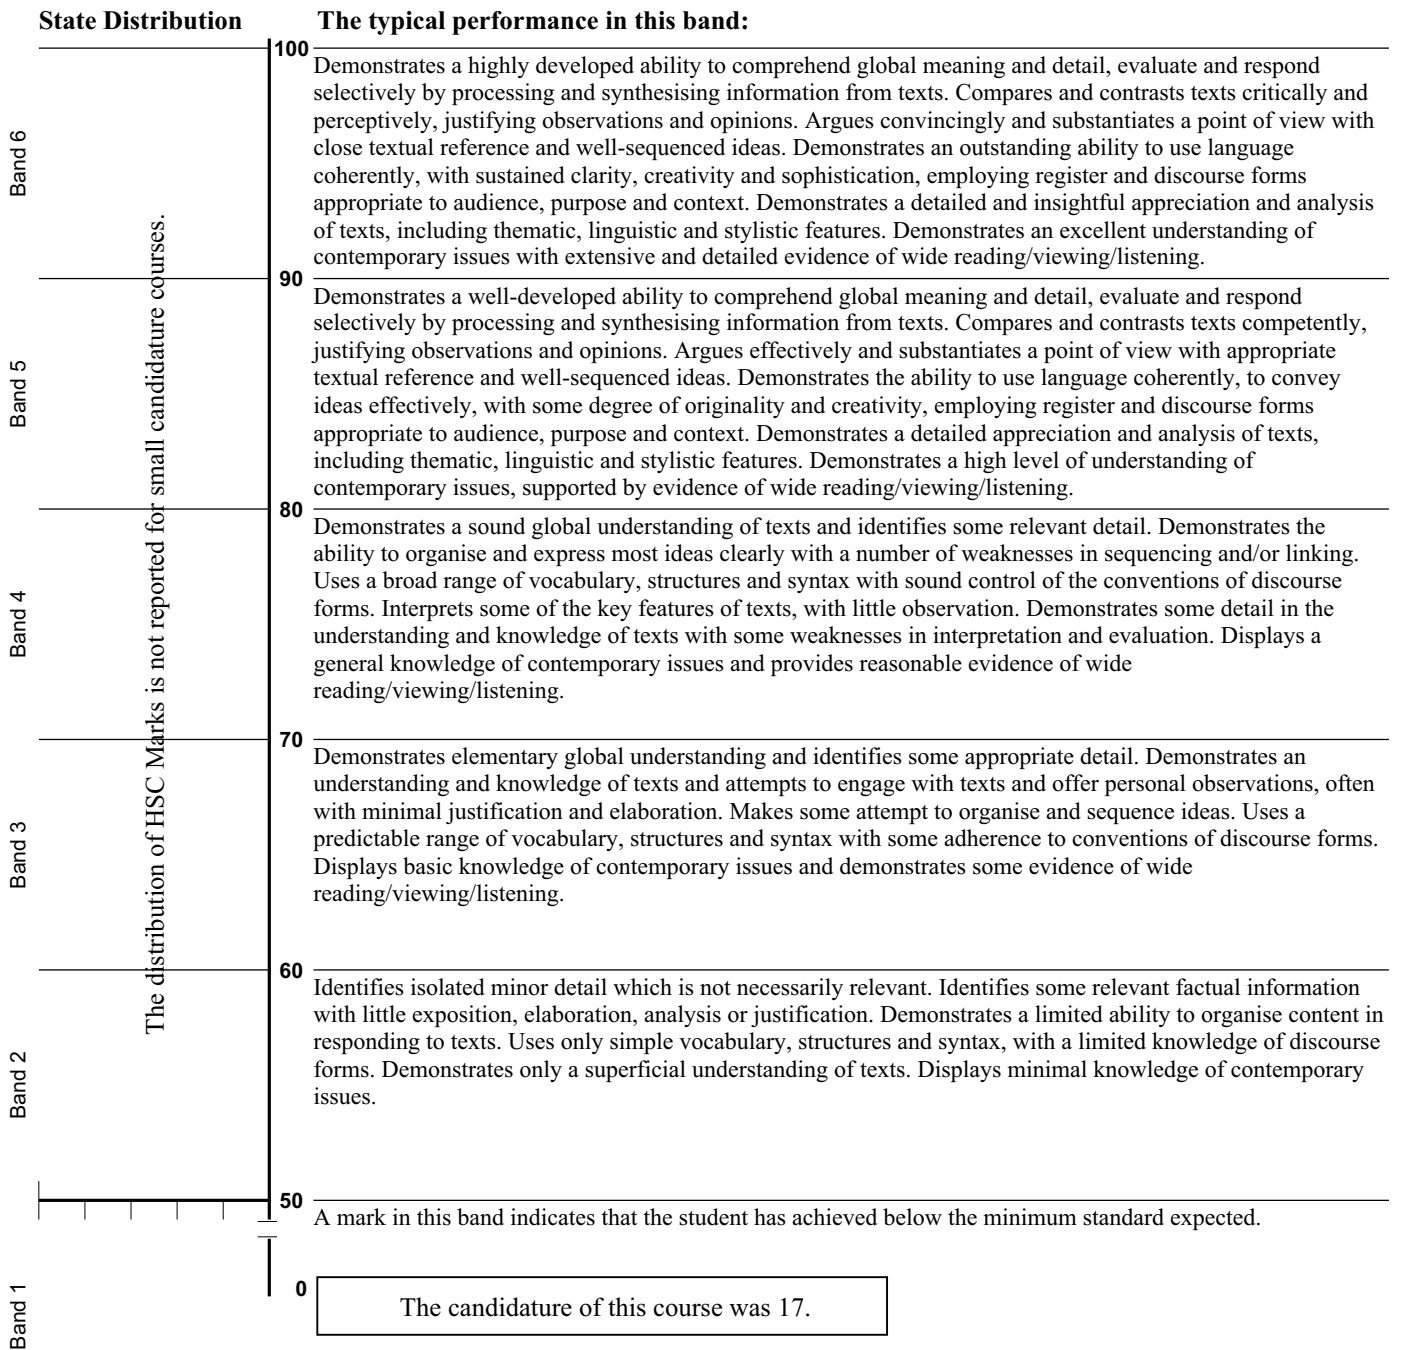 State Distribution
The typical performance in this band:
100
Band 6
Demonstrates a highly developed ability to comprehend global meaning and detail, evaluate and respond
selectively by processing and synthesising information from texts. Compares and contrasts texts critically and
perceptively, justifying observations and opinions. Argues convincingly and substantiates a point of view with
close textual reference and well-sequenced ideas. Demonstrates an outstanding ability to use language
coherently, with sustained clarity, creativity and sophistication, employing register and discourse forms
appropriate to audience, purpose and context. Demonstrates a detailed and insightful appreciation and analysis
of texts, including thematic, linguistic and stylistic features. Demonstrates an excellent understanding of
contemporary issues with extensive and detailed evidence of wide reading/viewing/listening.
The distribution of HSC Marks is not reported for small candidature courses.
90
Band 5
Demonstrates a well-developed ability to comprehend global meaning and detail, evaluate and respond
selectively by processing and synthesising information from texts. Compares and contrasts texts competently,
justifying observations and opinions. Argues effectively and substantiates a point of view with appropriate
textual reference and well-sequenced ideas. Demonstrates the ability to use language coherently, to convey
ideas effectively, with some degree of originality and creativity, employing register and discourse forms
appropriate to audience, purpose and context. Demonstrates a detailed appreciation and analysis of texts,
including thematic, linguistic and stylistic features. Demonstrates a high level of understanding of
contemporary issues, supported by evidence of wide reading/viewing/listening.
80
Band 4
Demonstrates a sound global understanding of texts and identifies some relevant detail. Demonstrates the
ability to organise and express most ideas clearly with a number of weaknesses in sequencing and/or linking.
Uses a broad range of vocabulary, structures and syntax with sound control of the conventions of discourse
forms. Interprets some of the key features of texts, with little observation. Demonstrates some detail in the
understanding and knowledge of texts with some weaknesses in interpretation and evaluation. Displays a
general knowledge of contemporary issues and provides reasonable evidence of wide
reading/viewing/listening.
70
Band 3
Demonstrates elementary global understanding and identifies some appropriate detail. Demonstrates an
understanding and knowledge of texts and attempts to engage with texts and offer personal observations, often
with minimal justification and elaboration. Makes some attempt to organise and sequence ideas. Uses a
predictable range of vocabulary, structures and syntax with some adherence to conventions of discourse forms.
Displays basic knowledge of contemporary issues and demonstrates some evidence of wide
reading/viewing/listening.
60
Band 2
Identifies isolated minor detail which is not necessarily relevant. Identifies some relevant factual information
with little exposition, elaboration, analysis or justification. Demonstrates a limited ability to organise content in
responding to texts. Uses only simple vocabulary, structures and syntax, with a limited knowledge of discourse
forms. Demonstrates only a superficial understanding of texts. Displays minimal knowledge of contemporary
issues.
50
A mark in this band indicates that the student has achieved below the minimum standard expected.
Band 1
0
The candidature of this course was 17.